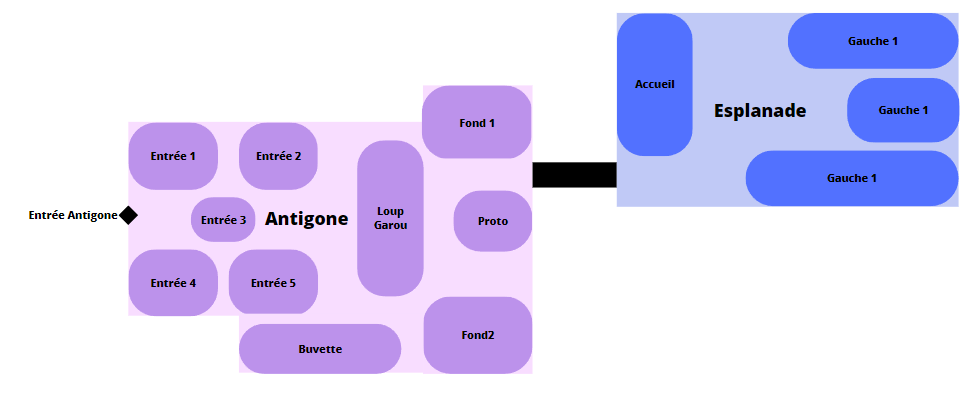 Entrée Antigone
Entrée 1
Entrée 2
Entrée 3
Antigone
Entrée 4
Entrée 5
Buvette
Loup
Garou
Fond 1
Proto
Fond2
Accueil
Esplanade
Gauche 1
Gauche 1
Gauche 1